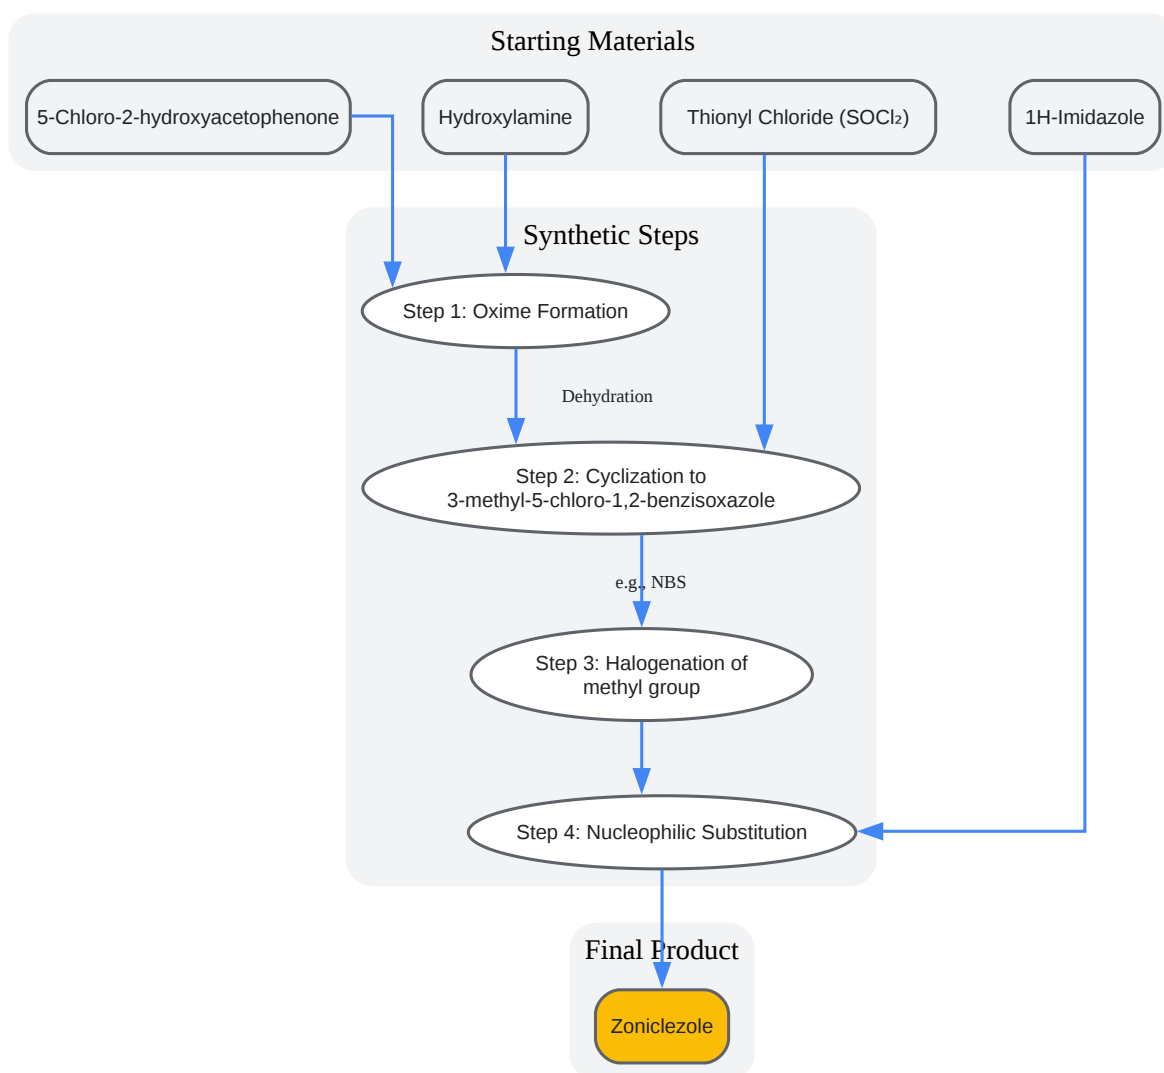 Starting Materials
5-Chloro-2-hydroxyacetophenone
Hydroxylamine
Thionyl Chloride (SOCl₂)
1H-Imidazole
Synthetic Steps
Step 1: Oxime Formation
Dehydration
Step 2: Cyclization to
3-methyl-5-chloro-1,2-benzisoxazole
e.g., NBS
Step 3: Halogenation of
methyl group
Step 4: Nucleophilic Substitution
Final Product
Zoniclezole